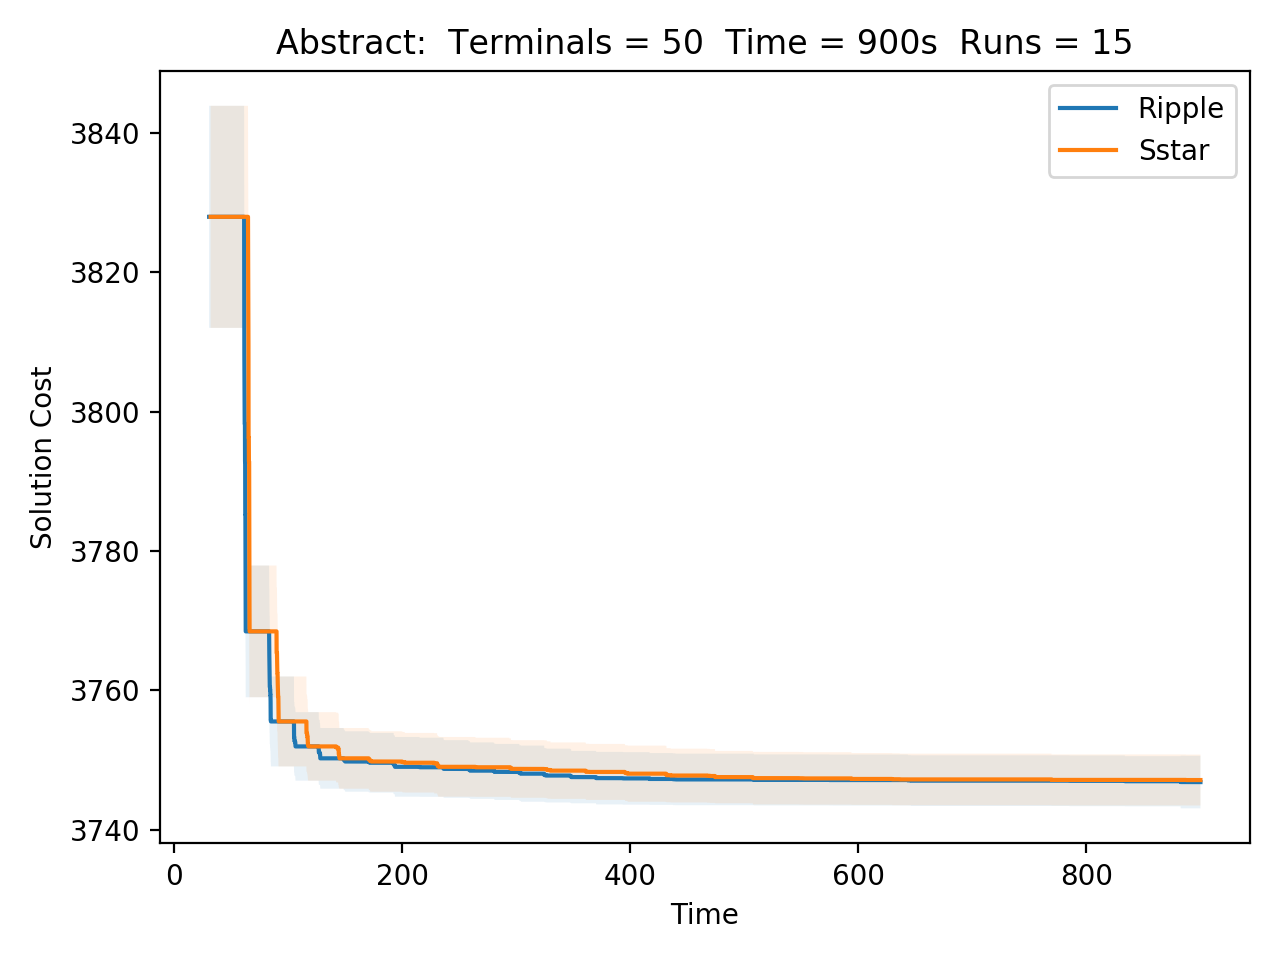 Abstract:  Terminals = 50  Time = 900s  Runs = 15
Ripple
Sstar
3840
3820
3800
3780
3760
3740
Solution Cost
0
200
400
600
800
Time